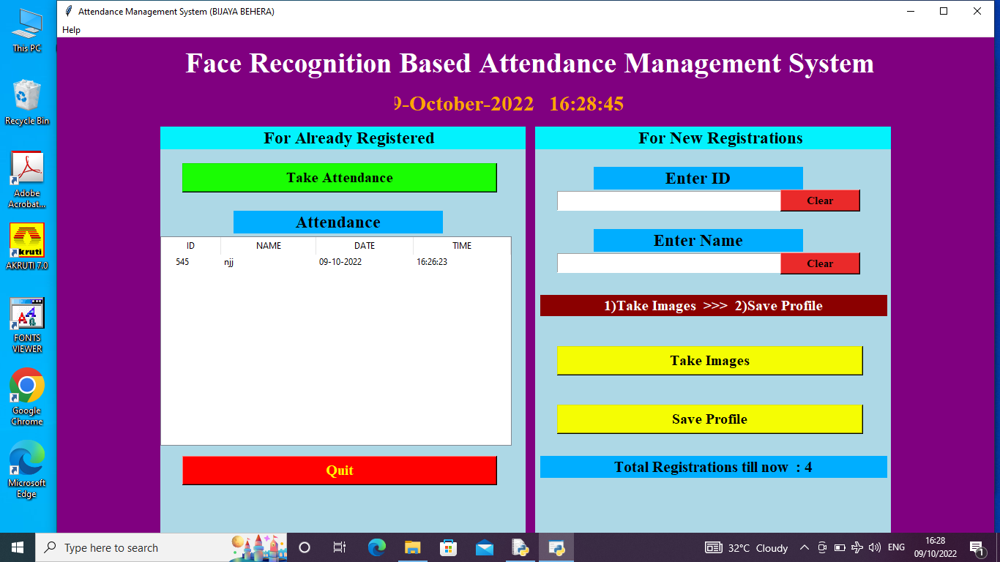 Attendance Management System (BIJAYA BEHERA)
Help
Face Recognition Based Attendance Management System
9-October-2022 16:28:45
For Already Registered
Take Attendance
Attendance
ID NAME DATE TIME
545 njj 09-10-2022 16:26:23
Quit
For New Registrations
Enter ID
Clear
Enter Name
Clear
1)Take Images >>> 2)Save Profile
Take Images
Save Profile
Total Registrations till now : 4
This PC
Recycle Bin
Adobe
Acrobat...
kruti
AKRUTI 7.0
FONTS
VIEWER
Google
Chrome
Microsoft
Edge
Type here to search
32°C Cloudy
ENG
16:28
09/10/2022
1